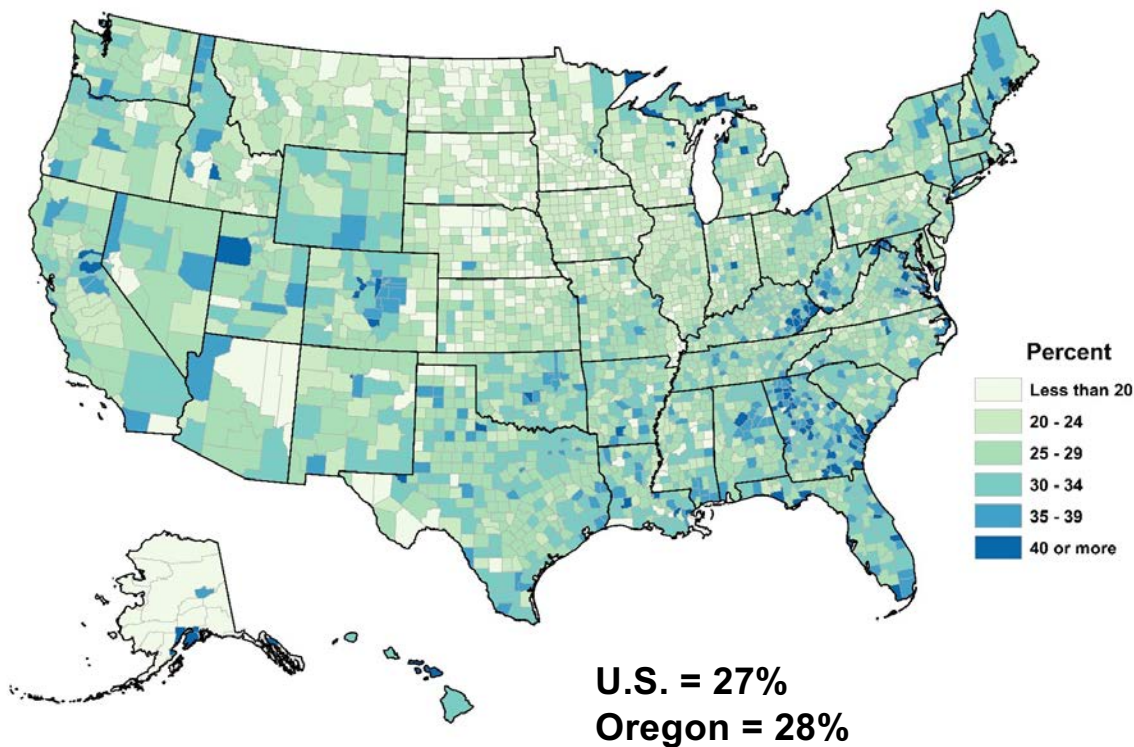 Percent
Less than 20
20 - 24
25 - 29
30 - 34
35 - 39
40 or more
U.S. = 27%
Oregon = 28%